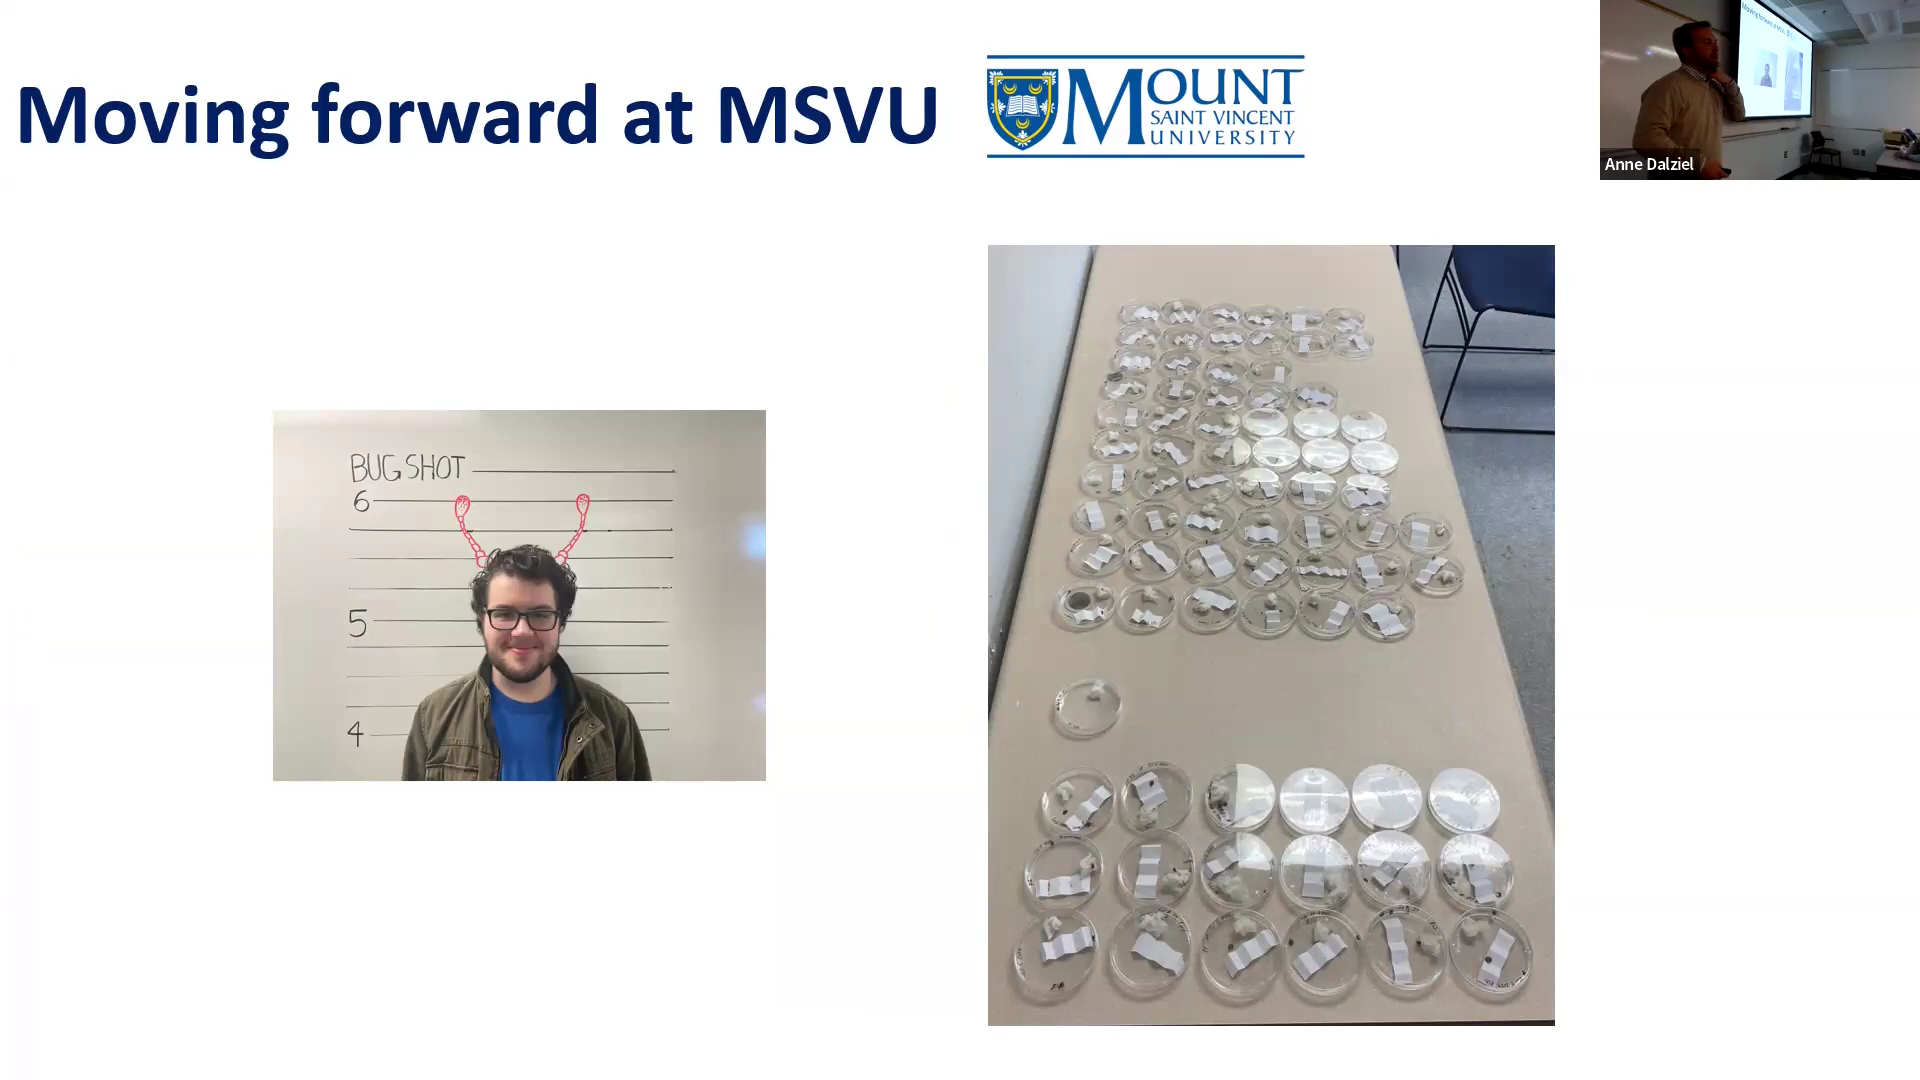 Moving forward at MSVU
MOUNT
SAINT VINCENT
UNIVERSITY
Anne Dalziel
BUG SHOT
6
5
4